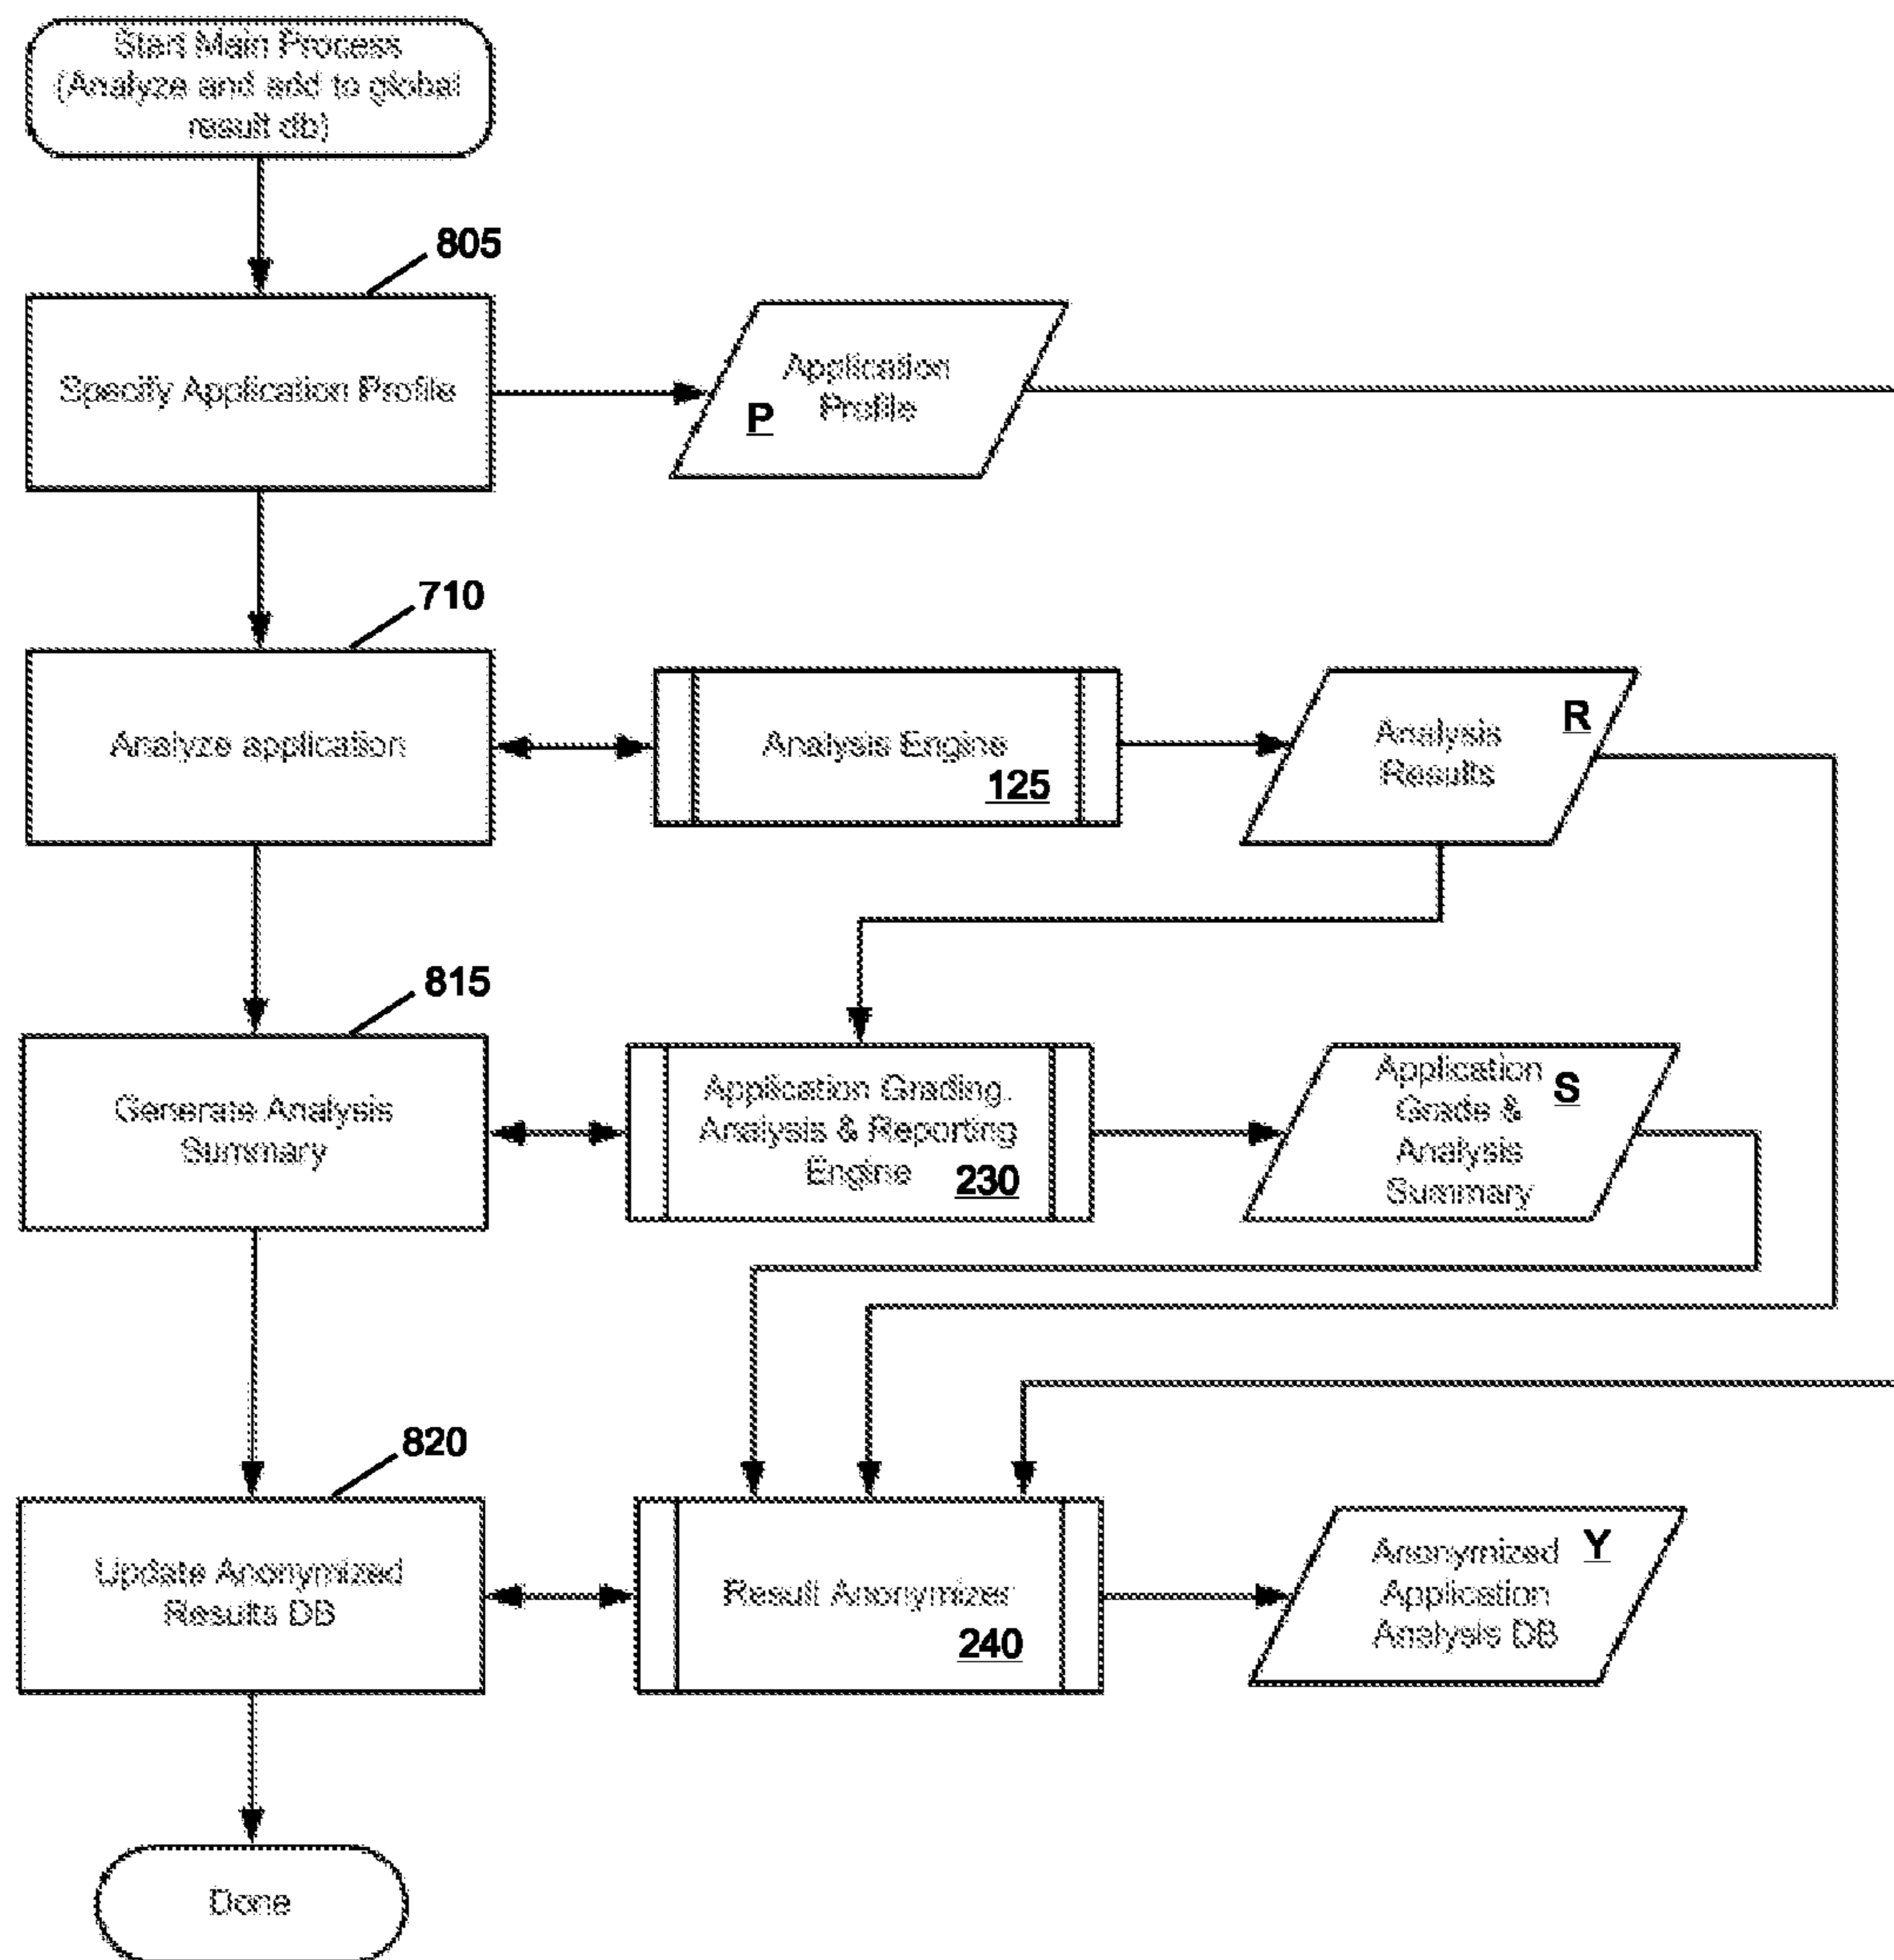 Start Main Process
(Analyze and add to global
result db)
805
Specify Application Profile
Application
Profile
P
710
Analyze application
Analysis Engine
125
Analysis
Results
R
815
Generate Analysis
Summary
Application Grading,
Analysis & Reporting
Engine
230
Application
Grade &
Analysis
Summary
S
820
Update Anonymized
Results DB
Result Anonymizer
240
Anonymized
Application
Analysis DB
Y
Done